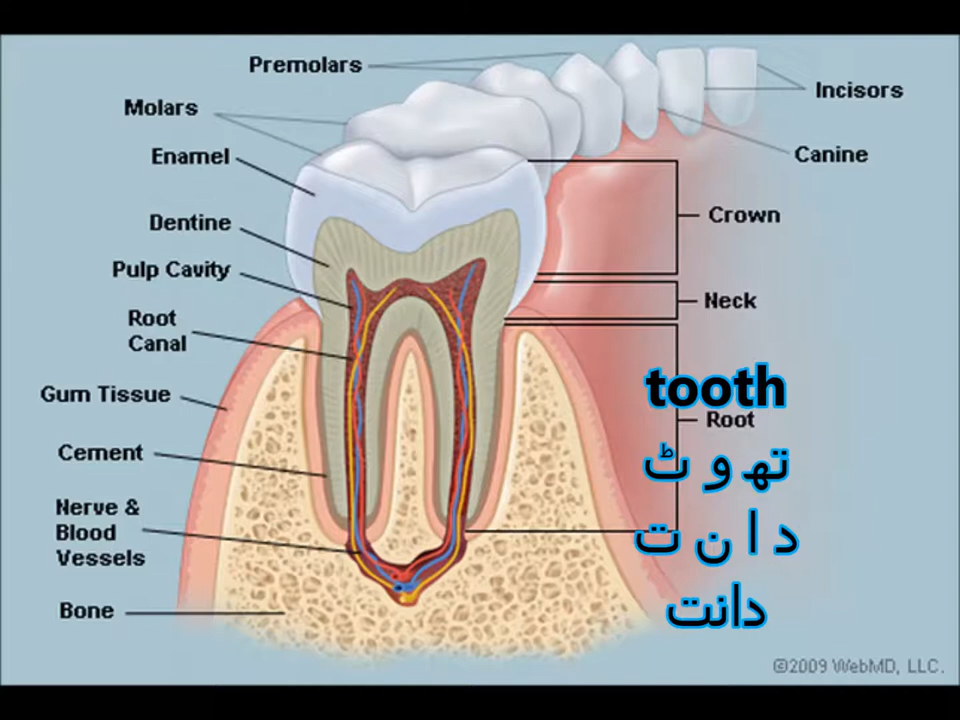 Premolars
Incisors
Molars
Enamel
Canine
Crown
Dentine
Pulp Cavity
Neck
Root
Canal
Gum Tissue
tooth
Root
Cement
تھ و ٹ
Nerve &
Blood
Vessels
د ا ن ت
Bone
دانت
©2009 WebMD, LLC.